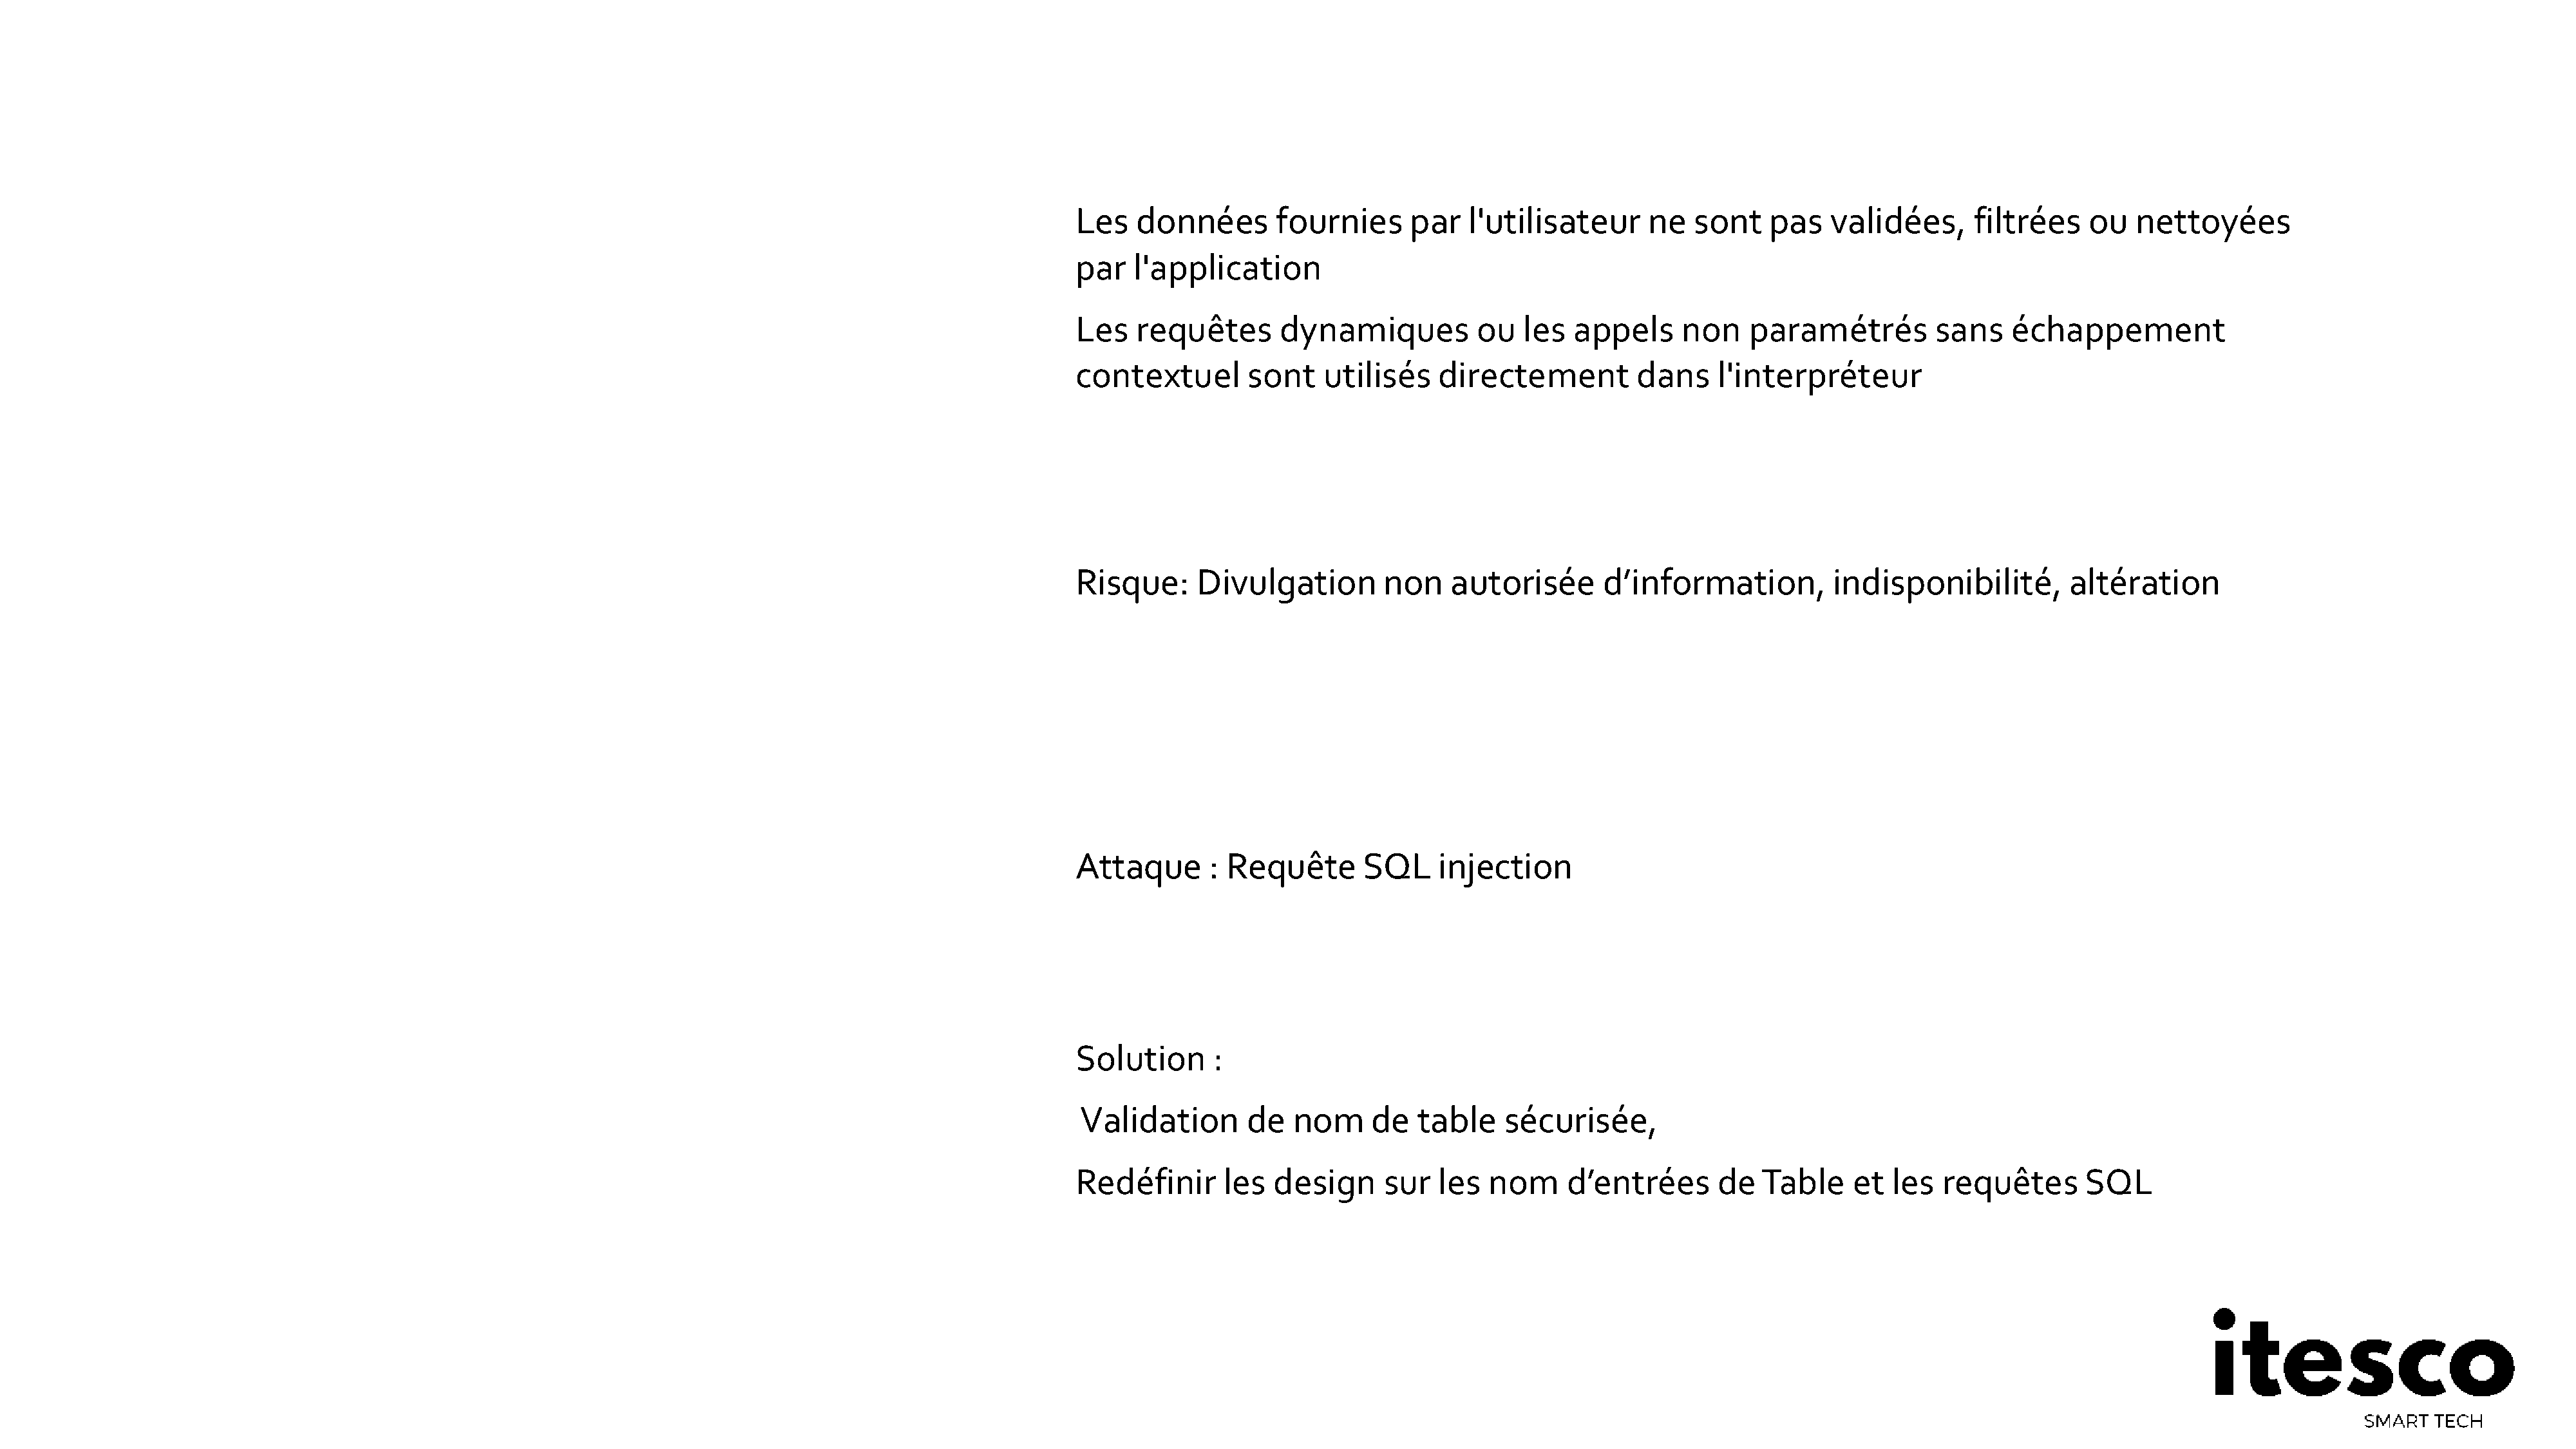 Les données fournies par l'utilisateur ne sont pas validées, filtrées ou nettoyées
par l'application
Les requêtes dynamiques ou les appels non paramétrés sans échappement
contextuel sont utilisés directement dans l'interpréteur
Risque: Divulgation non autorisée d’information, indisponibilité, altération
Attaque : Requête SQL injection
Solution :
Validation de nom de table sécurisée,
Redéfinir les design sur les nom d’entrées de Table et les requêtes SQL
itesco
SMART TECH